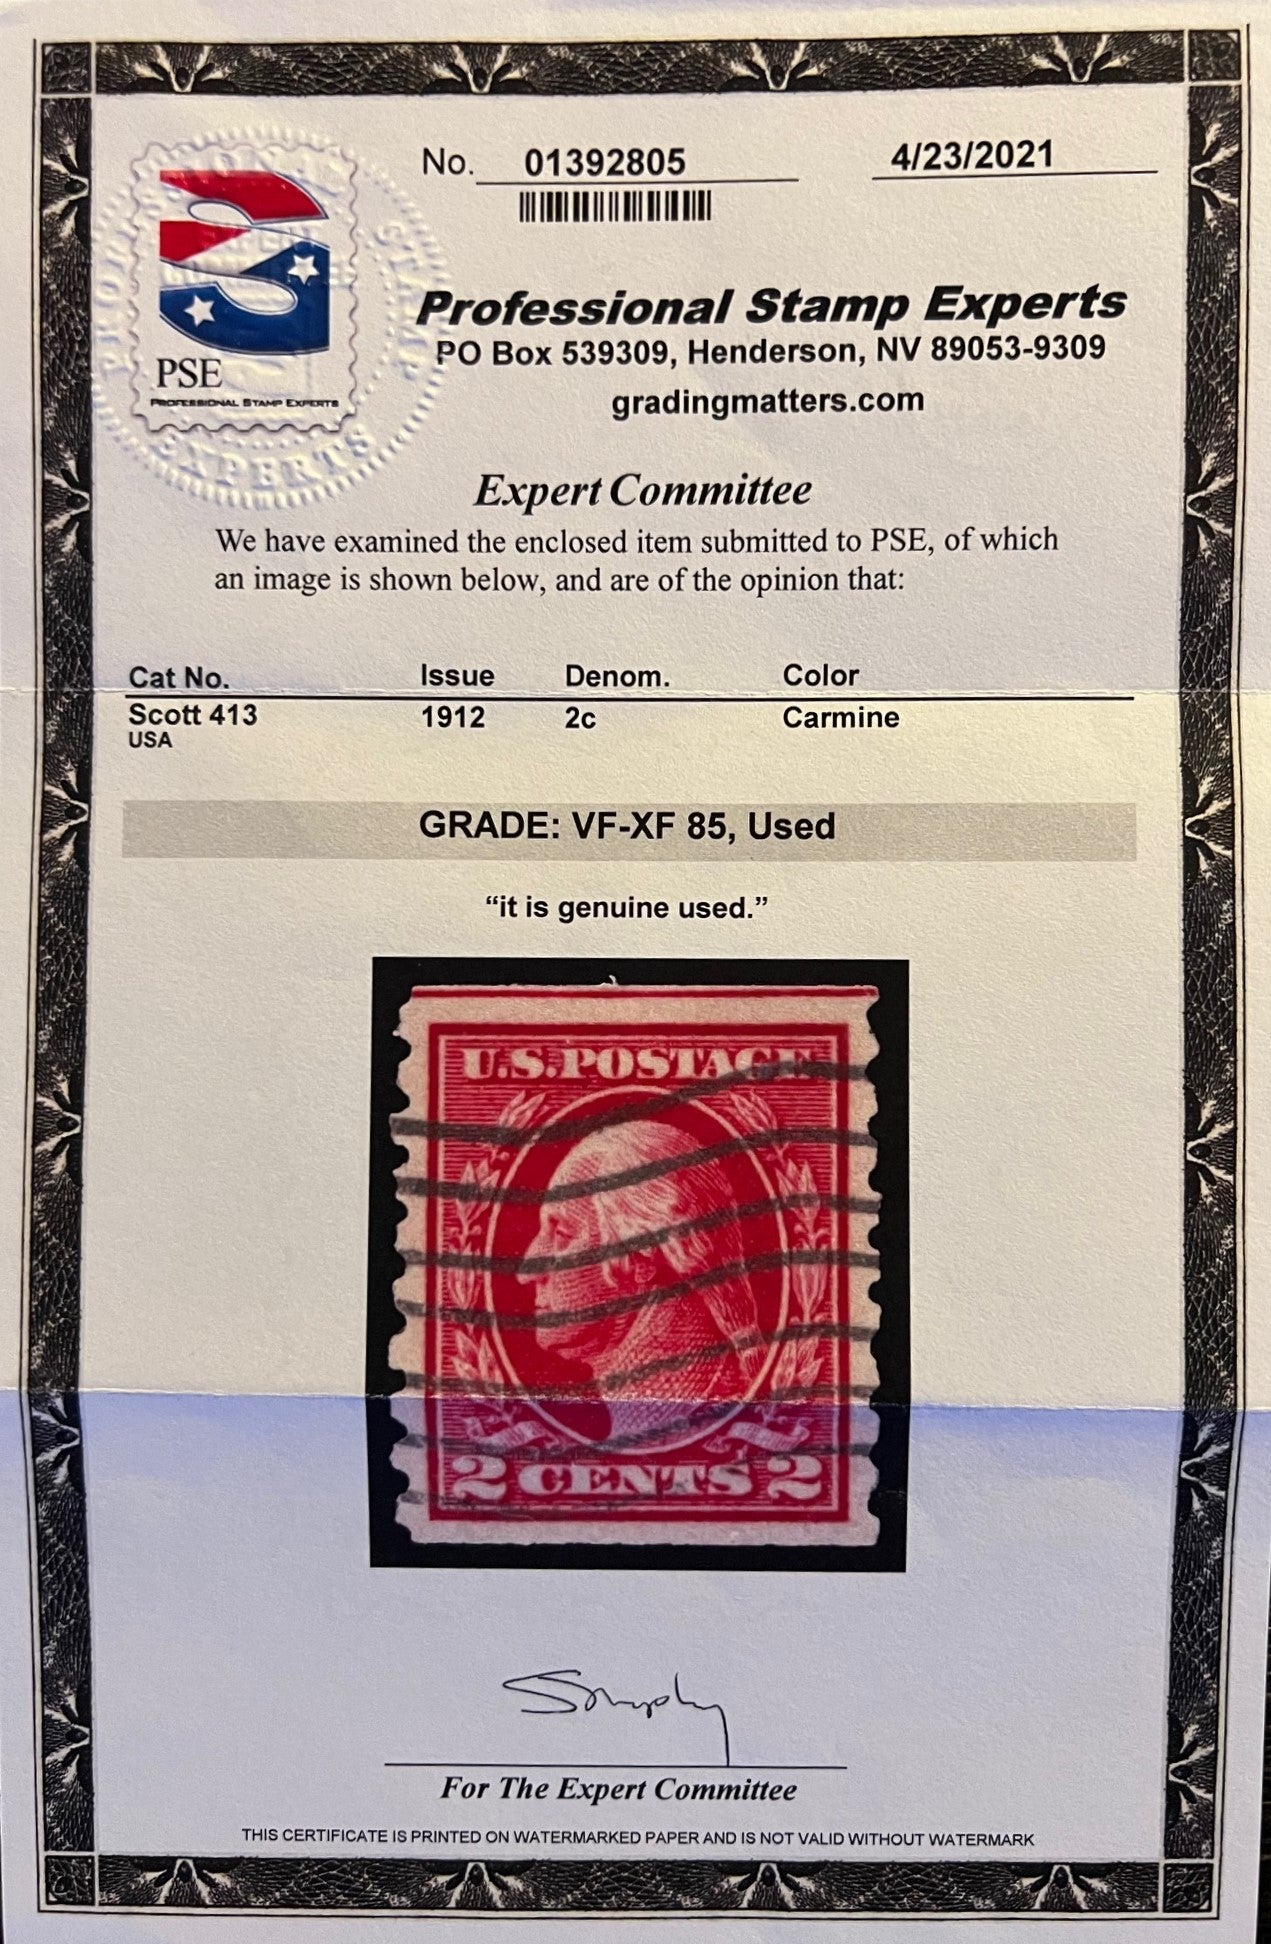 No. 01392805
4/23/2021
PSE
PROFESSIONAL STAMP EXPERTS
EXPERTS
Professional Stamp Experts
PO Box 539309, Henderson, NV 89053-9309
gradingmatters.com
Expert Committee
We have examined the enclosed item submitted to PSE, of which
an image is shown below, and are of the opinion that:
Cat No. Issue Denom. Color
Scott 413 1912 2c Carmine
USA
GRADE: VF-XF 85, Used
“it is genuine used.”
U.S.POSTAGE
2 CENTS 2
For The Expert Committee
THIS CERTIFICATE IS PRINTED ON WATERMARKED PAPER AND IS NOT VALID WITHOUT WATERMARK